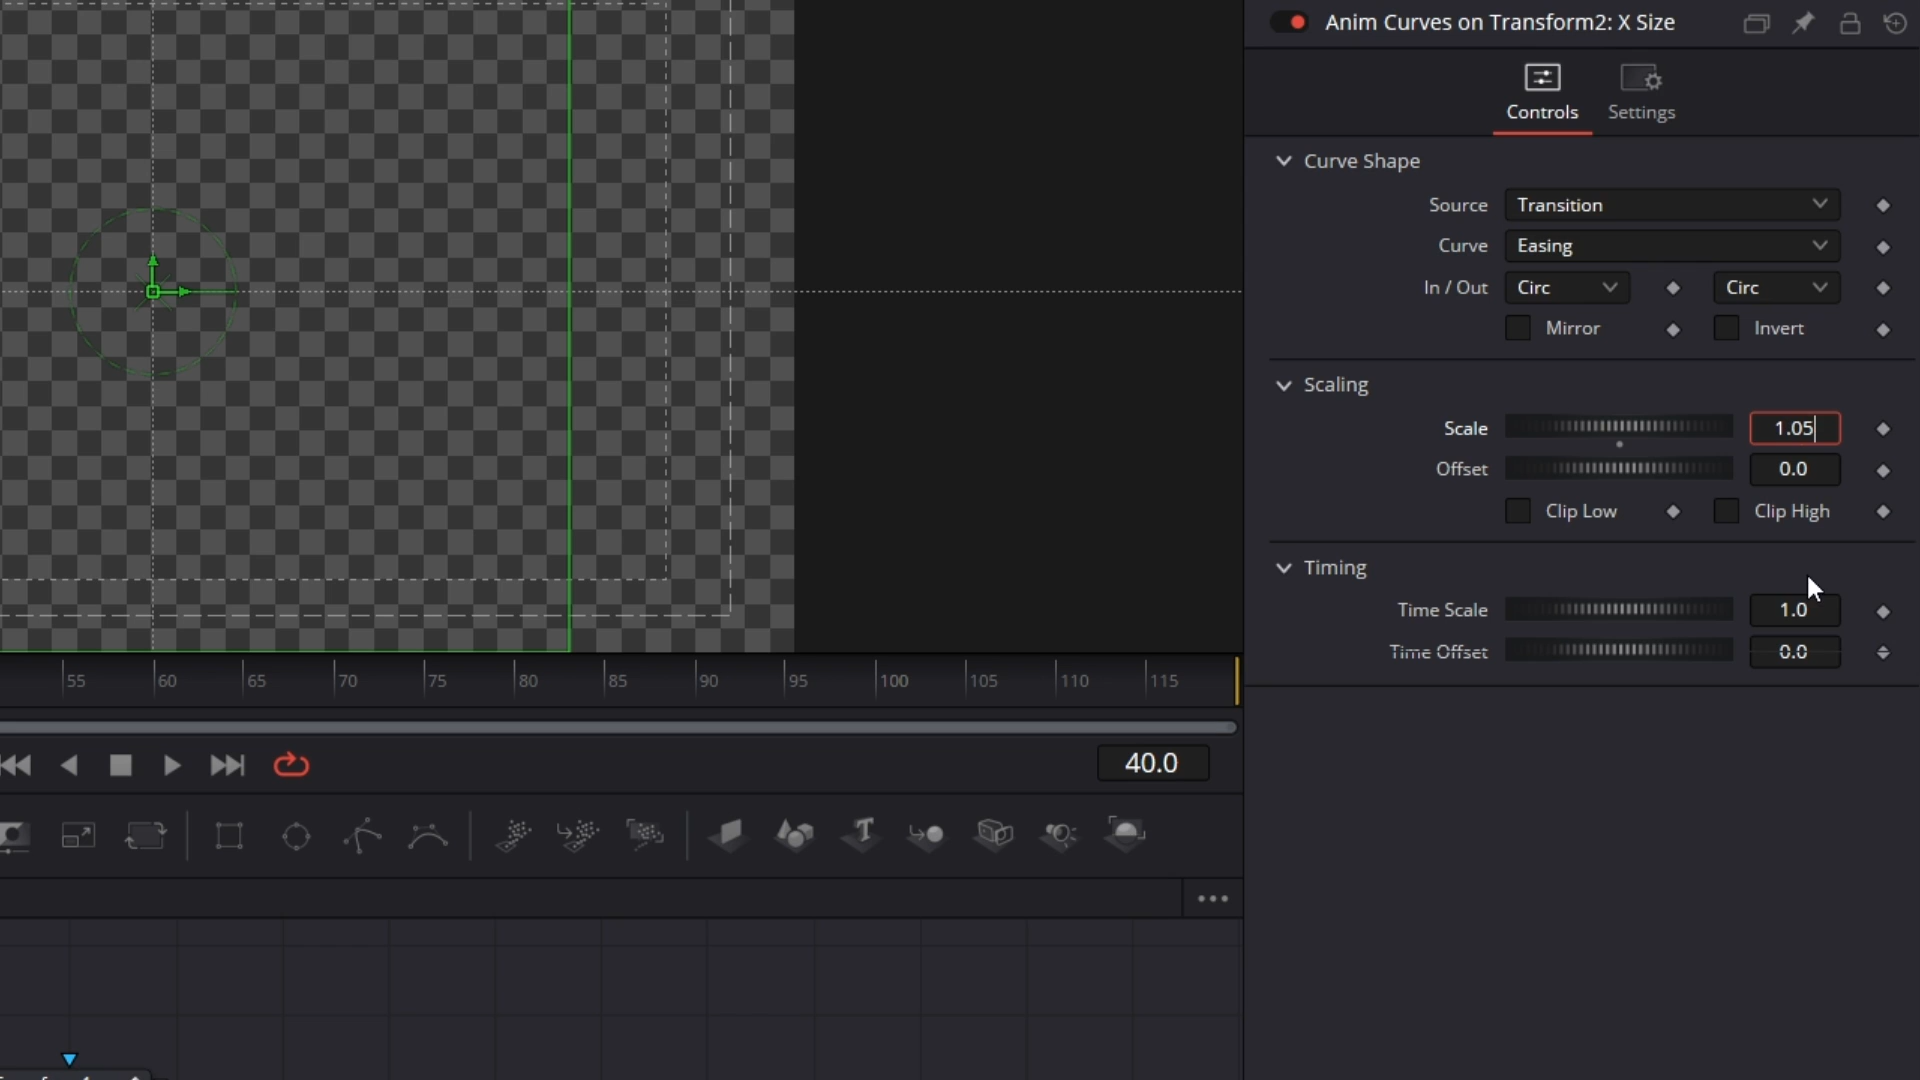 Anim Curves on Transform2: X Size
Controls Settings
Curve Shape
Source Transition
Curve Easing
In / Out Circ Circ
Mirror Invert
Scaling
Scale 1.05
Offset 0.0
Clip Low Clip High
Timing
Time Scale 1.0
Time Offset 0.0
55 60 65 70 75 80 85 90 95 100 105 110 115
40.0